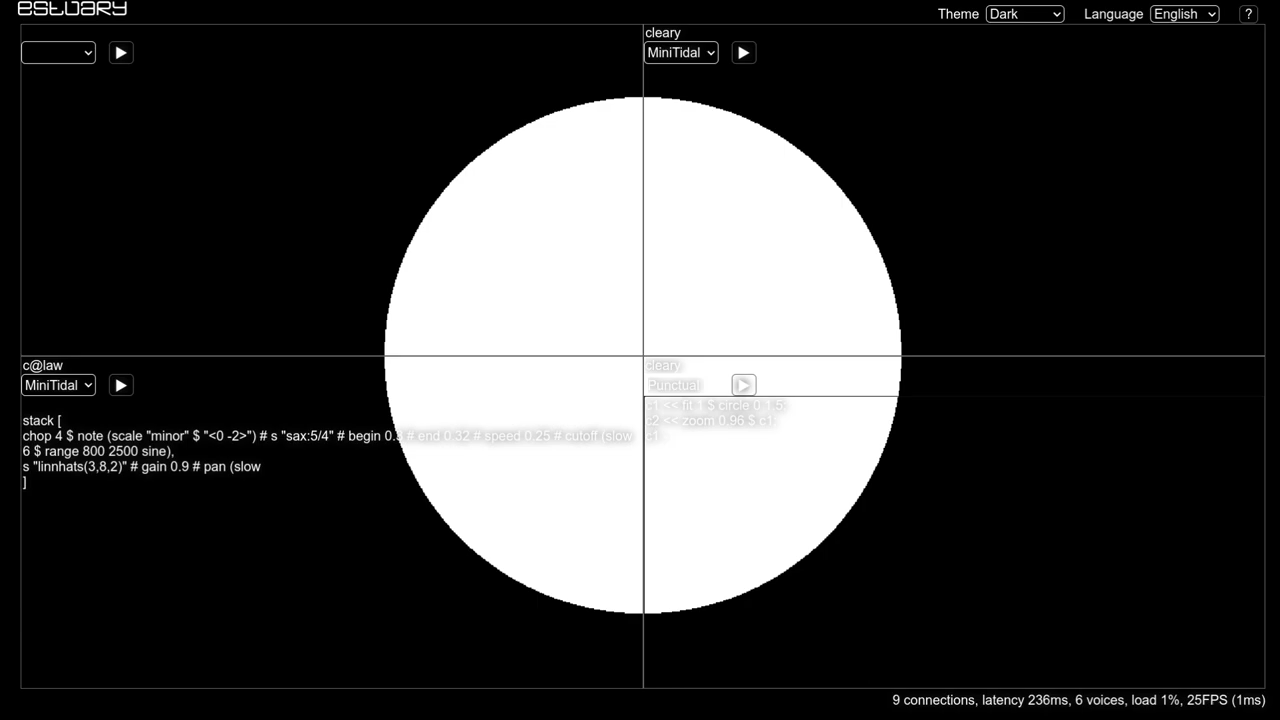 estuary
Theme Dark Language English ?
cleary
MiniTidal
c@law
MiniTidal
stack [
chop 4 $ note (scale "minor" $ "<0 -2>") # s "sax:5/4" # begin 0.3 # end 0.32 # speed 0.25 # cutoff (slow
6 $ range 800 2500 sine),
s "linnhats(3,8,2)" # gain 0.9 # pan (slow
]
cleary
Punctual
c1 << fit 1 $ circle 0 1.5;
c2 << zoom 0.96 $ c1;
c1
9 connections, latency 236ms, 6 voices, load 1%, 25FPS (1ms)